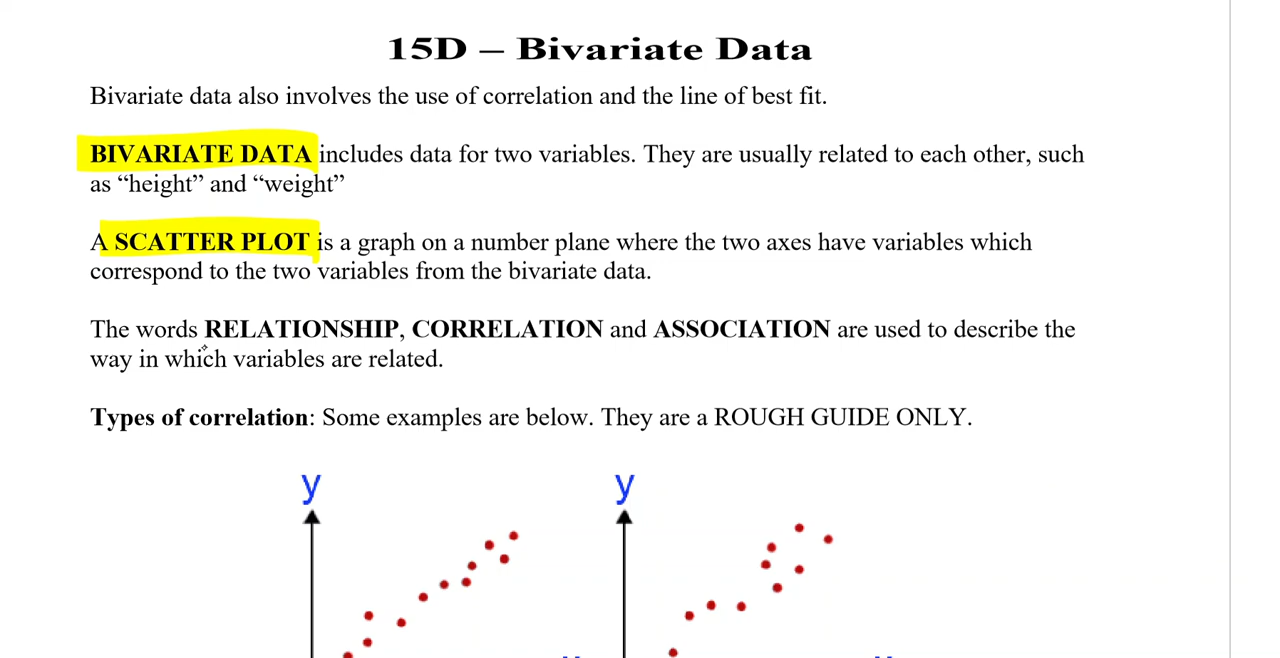 15D – Bivariate Data
Bivariate data also involves the use of correlation and the line of best fit.
BIVARIATE DATA includes data for two variables. They are usually related to each other, such
as “height” and “weight”
A SCATTER PLOT is a graph on a number plane where the two axes have variables which
correspond to the two variables from the bivariate data.
The words RELATIONSHIP, CORRELATION and ASSOCIATION are used to describe the
way in which variables are related.
Types of correlation: Some examples are below. They are a ROUGH GUIDE ONLY.
y y